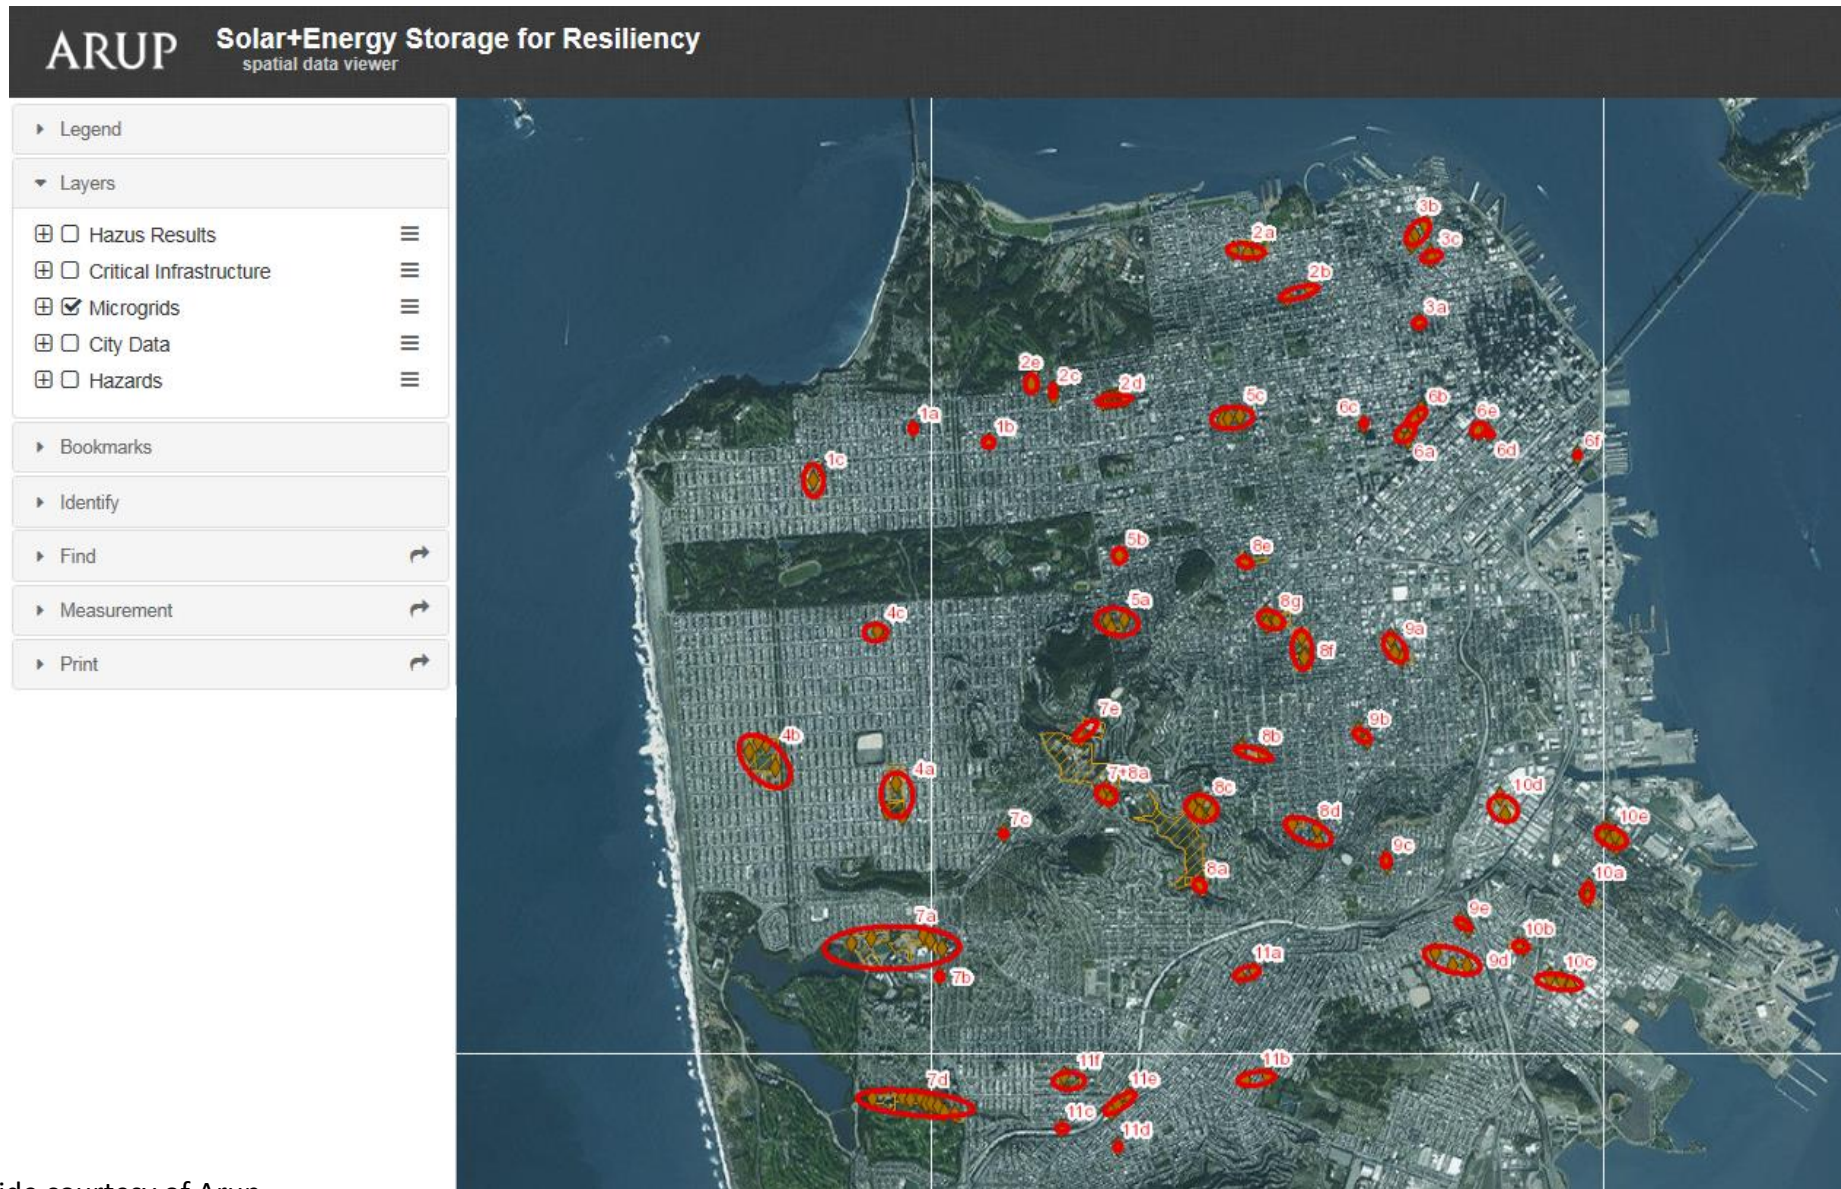 ARUP
Solar+Energy Storage for Resiliency
spatial data viewer
Legend
Layers
Hazus Results
Critical Infrastructure
Microgrids
City Data
Hazards
Bookmarks
Identify
Find
Measurement
Print
3b
2a
3c
2b
3a
2e
2c
2d
5c
6b
1a
6c
6e
1b
6a
6d
6f
1c
5b
8e
5a
8g
4c
9a
8f
7e
9b
4b
8b
4a
7+8a
8c
10d
8d
7c
10e
9c
8a
10a
9e
7a
10b
11a
9d
10c
7b
11f
11b
7d
11e
11c
11d
courtesy of Arup